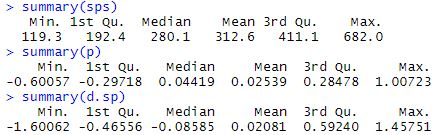 > summary(sps)
Min. 1st Qu. Median Mean 3rd Qu. Max.
119.3 192.4 280.1 312.6 411.1 682.0
> summary(p)
Min. 1st Qu. Median Mean 3rd Qu. Max.
-0.60057 -0.29718 0.04419 0.02539 0.28478 1.00723
> summary(d.sp)
Min. 1st Qu. Median Mean 3rd Qu. Max.
-1.60062 -0.46556 -0.08585 0.02081 0.59240 1.45751